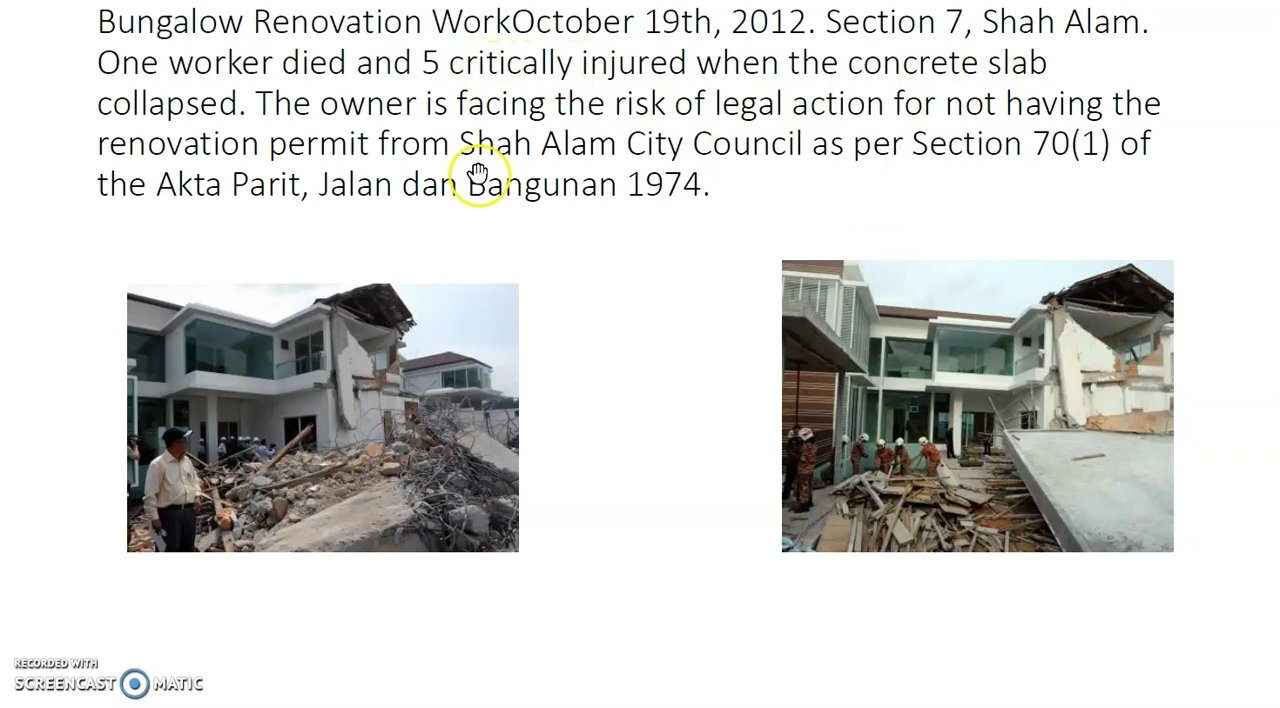 Bungalow Renovation WorkOctober 19th, 2012. Section 7, Shah Alam.
One worker died and 5 critically injured when the concrete slab
collapsed. The owner is facing the risk of legal action for not having the
renovation permit from Shah Alam City Council as per Section 70(1) of
the Akta Parit, Jalan dan Bangunan 1974.
RECORDED WITH
SCREENCAST MATIC